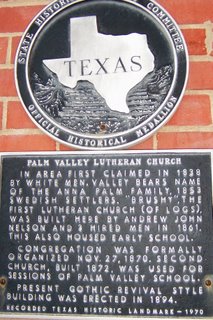 STATE HISTORICAL SURVEY COMMITTEE
TEXAS
OFFICIAL HISTORICAL MEDALLION
PALM VALLEY LUTHERAN CHURCH
IN AREA FIRST CLAIMED IN 1838
BY WHITE MEN. VALLEY BEARS NAME
OF THE ANNA PALM FAMILY, 1853
SWEDISH SETTLERS. "BRUSHY", THE
FIRST LUTHERAN CHURCH (OF LOGS),
WAS BUILT HERE BY ANDREW JOHN
NELSON AND 3 HIRED MEN IN 1861.
THIS ALSO HOUSED EARLY SCHOOL.
CONGREGATION WAS FORMALLY
ORGANIZED NOV. 27, 1870. SECOND
CHURCH, BUILT 1872, WAS USED FOR
SESSIONS OF PALM VALLEY SCHOOL.
PRESENT GOTHIC REVIVAL STYLE
BUILDING WAS ERECTED IN 1894.
RECORDED TEXAS HISTORIC LANDMARK - 1970